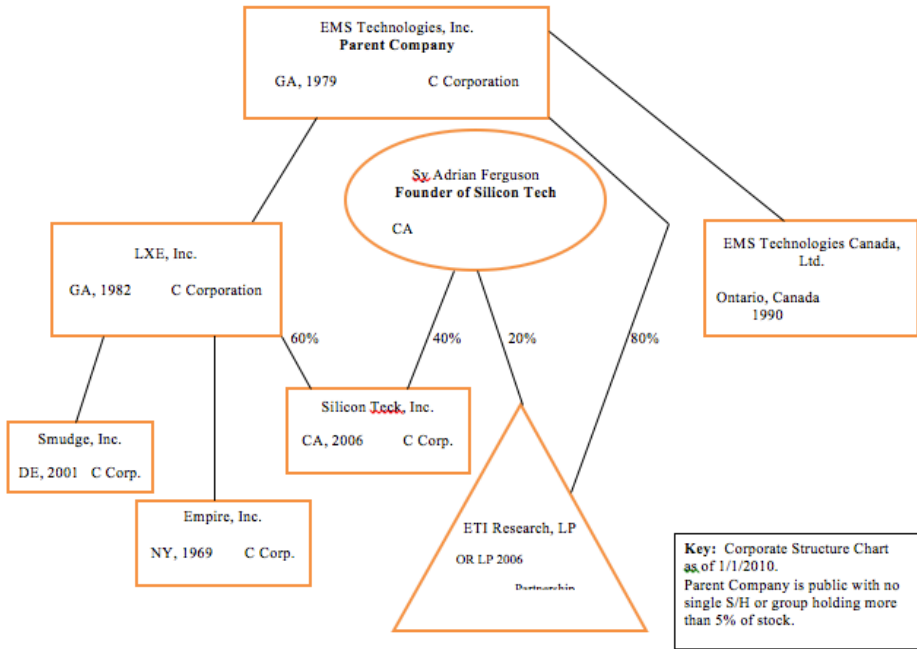 EMS Technologies, Inc.
Parent Company
GA, 1979 C Corporation
Sy Adrian Ferguson
Founder of Silicon Tech
CA
EMS Technologies Canada,
Ltd.
Ontario, Canada
1990
LXE, Inc.
GA, 1982 C Corporation
60%
40%
20%
80%
Silicon Teck, Inc.
CA, 2006 C Corp.
Smudge, Inc.
DE, 2001 C Corp.
Empire, Inc.
NY, 1969 C Corp.
ETI Research, LP
OR LP 2006
Partnership
Key: Corporate Structure Chart
as of 1/1/2010.
Parent Company is public with no
single S/H or group holding more
than 5% of stock.